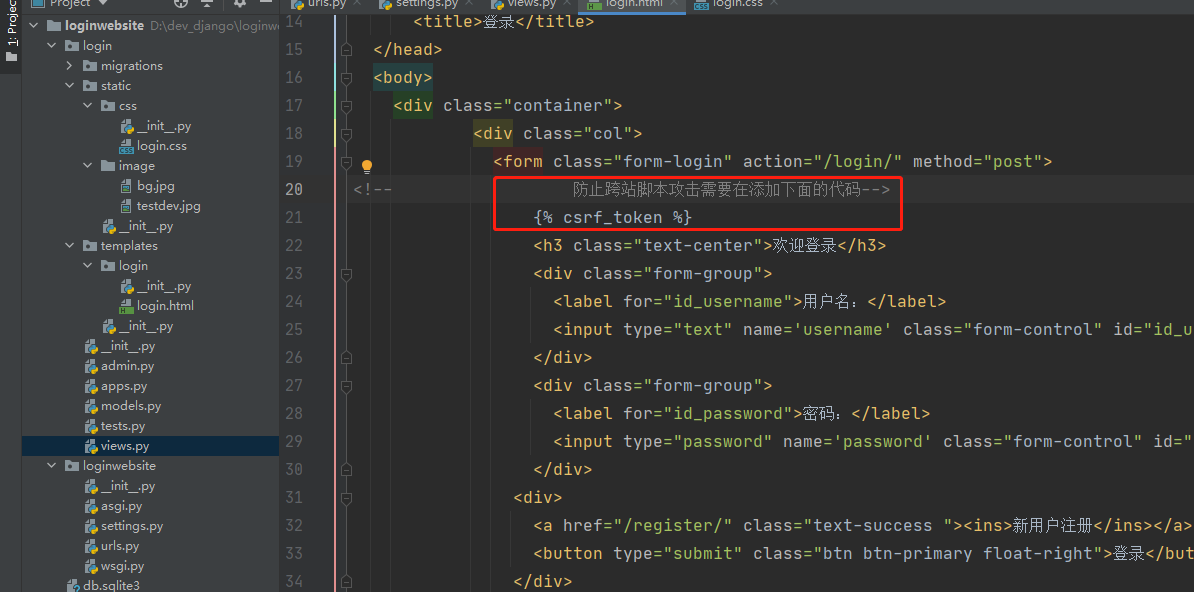 1: Project
Project
loginwebsite D:\dev_django\loginwe
login
migrations
static
css
__init__.py
login.css
image
bg.jpg
testdev.jpg
__init__.py
templates
login
__init__.py
login.html
__init__.py
__init__.py
admin.py
apps.py
models.py
tests.py
views.py
loginwebsite
__init__.py
asgi.py
settings.py
urls.py
wsgi.py
db.sqlite3
urls.py settings.py views.py login.html login.css
14 <title>登录</title>
15 </head>
16 <body>
17 <div class="container">
18 <div class="col">
19 <form class="form-login" action="/login/" method="post">
20 <!-- 防止跨站脚本攻击需要在添加下面的代码-->
21 {% csrf_token %}
22 <h3 class="text-center">欢迎登录</h3>
23 <div class="form-group">
24 <label for="id_username">用户名：</label>
25 <input type="text" name='username' class="form-control" id="id_u
26 </div>
27 <div class="form-group">
28 <label for="id_password">密码：</label>
29 <input type="password" name='password' class="form-control" id="
30 </div>
31 <div>
32 <a href="/register/" class="text-success "><ins>新用户注册</ins></a>
33 <button type="submit" class="btn btn-primary float-right">登录</but
34 </div>